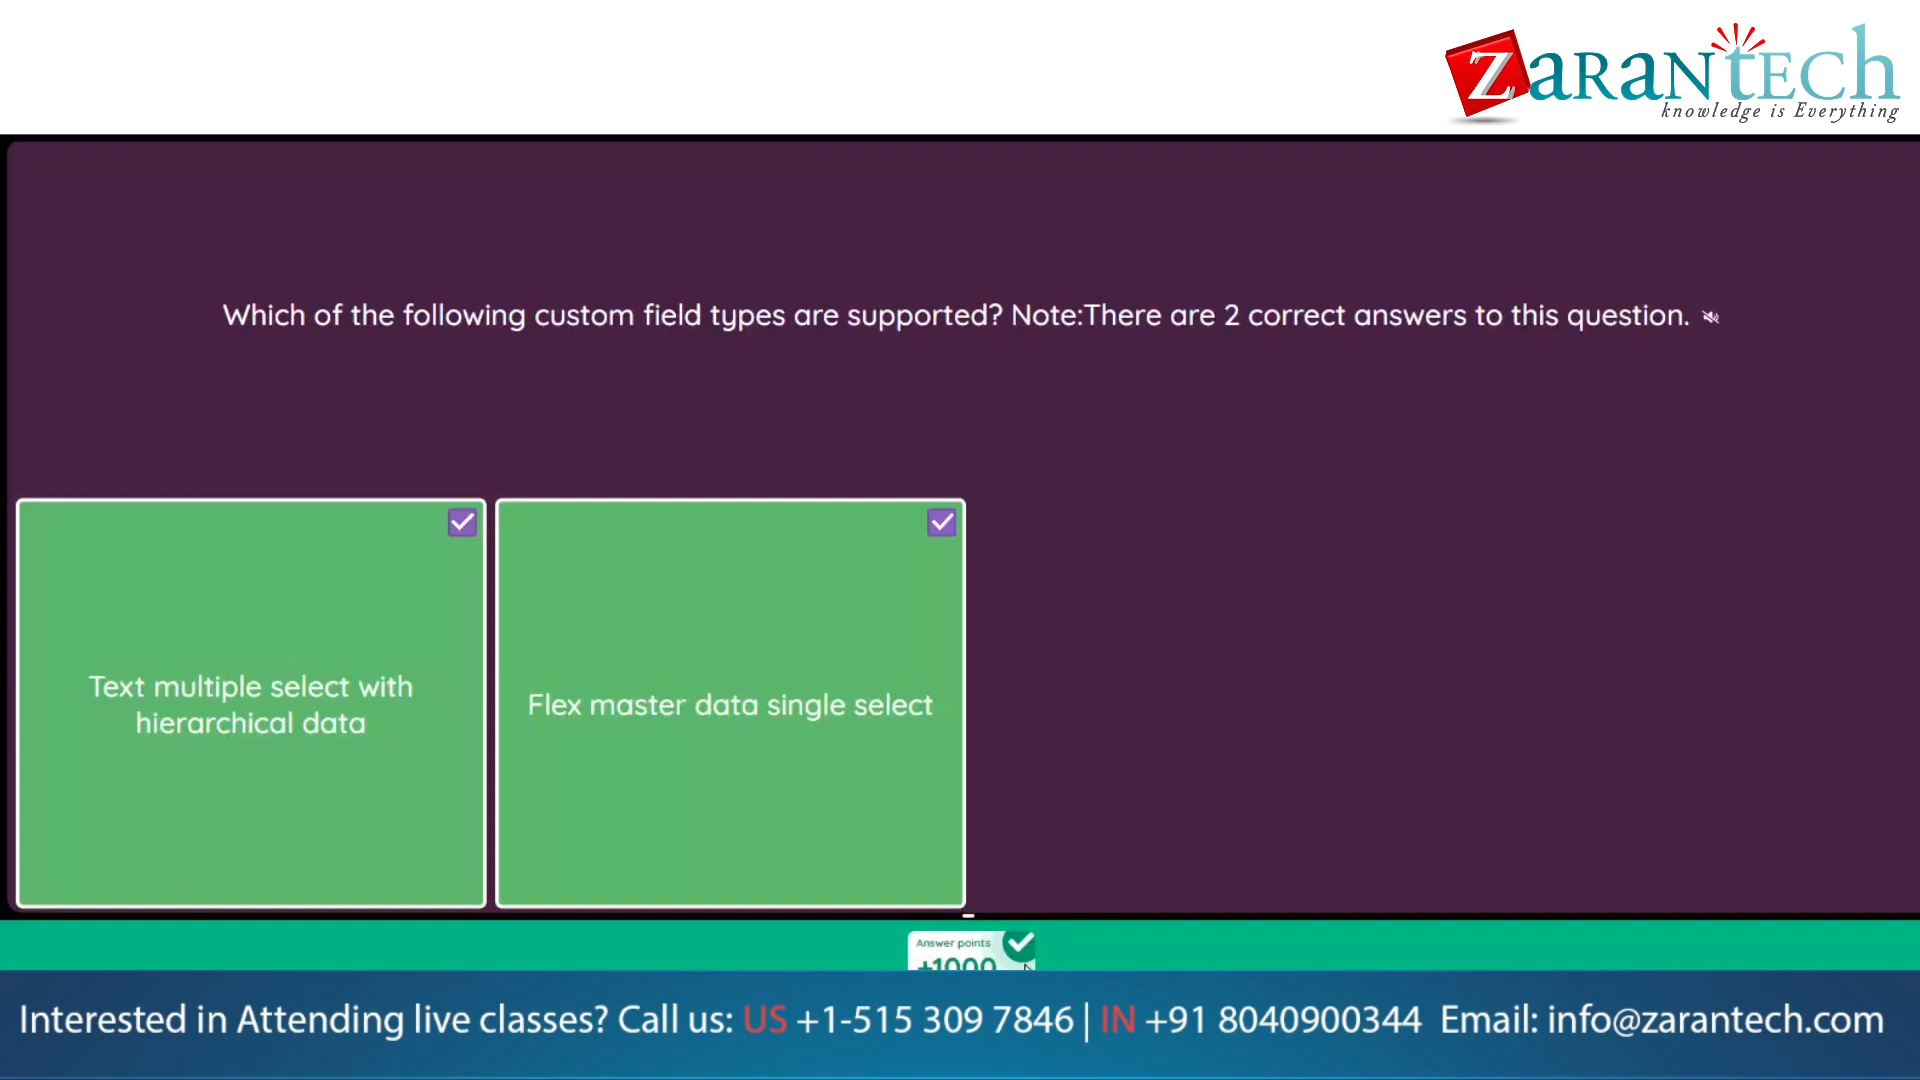 ZaranTech
knowledge is Everything
Which of the following custom field types are supported? Note:There are 2 correct answers to this question.
Text multiple select with
hierarchical data
Flex master data single select
Answer points
+1000
Interested in Attending live classes? Call us: US +1-515 309 7846 | IN +91 8040900344 Email: info@zarantech.com